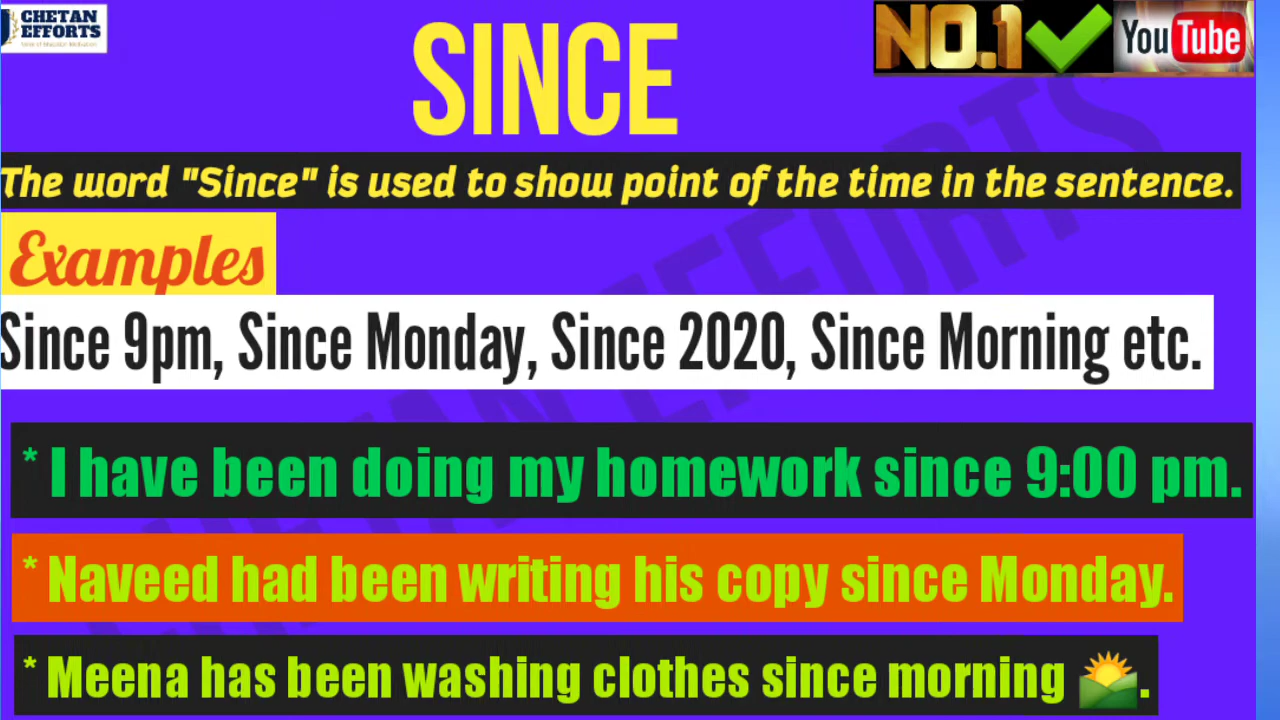 CHETAN
EFFORTS
SINCE
NO.1
YouTube
The word "Since" is used to show point of the time in the sentence.
Examples
Since 9pm, Since Monday, Since 2020, Since Morning etc.
* I have been doing my homework since 9:00 pm.
* Naveed had been writing his copy since Monday.
* Meena has been washing clothes since morning 🌄.
CHETAN EFFORTS